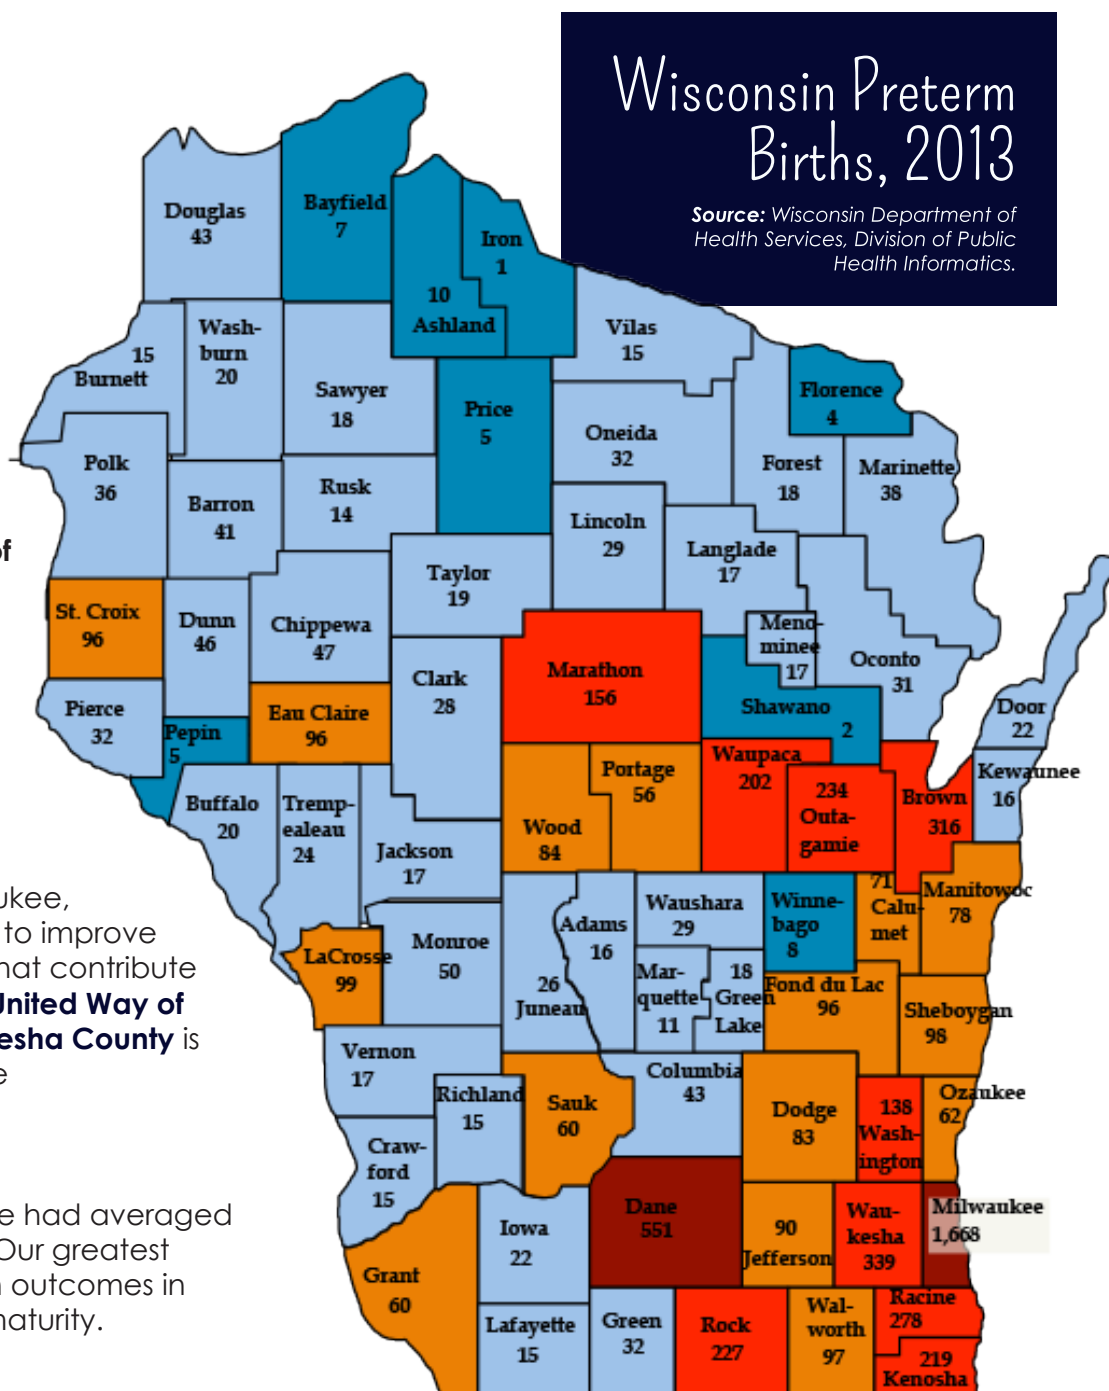 Wisconsin Preterm
Births, 2013
Source: Wisconsin Department of
Health Services, Division of Public
Health Informatics.
Douglas
43
Bayfield
7
10
Ashland
Iron
1
Vilas
15
15
Burnett
Wash-
burn
20
Sawyer
18
Price
5
Florence
4
Oneida
32
Forest
18
Marinette
38
Polk
36
Barron
41
Rusk
14
Lincoln
29
Langlade
17
Taylor
19
St. Croix
96
Dunn
46
Chippewa
47
Clark
28
Marathon
156
Meno-
minee
17
Oconto
31
Shawano
2
Door
22
Pierce
32
Pepin
5
Eau Claire
96
Portage
56
Wood
84
Waupaca
202
234
Outa-
gamie
Brown
316
Kewaunee
16
Buffalo
20
Tremp-
ealeau
24
Jackson
17
LaCrosse
99
Monroe
50
26
Juneau
Adams
16
Waushara
29
Winne-
bago
8
71
Calu-
met
Manitowoc
78
Mar-
quette
11
18
Green
Lake
Fond du Lac
96
Sheboygan
98
Vernon
17
Richland
15
Sauk
60
Columbia
43
Dodge
83
138
Wash-
ington
Ozaukee
62
Craw-
ford
15
Dane
551
90
Jefferson
Wau-
kesha
339
Milwaukee
1,668
Iowa
22
Grant
60
Lafayette
15
Green
32
Rock
227
Wal-
worth
97
Racine
278
219
Kenosha
of
ukee,
to improve
hat contribute
United Way of
esha County is
e
e had averaged
Our greatest
n outcomes in
maturity.